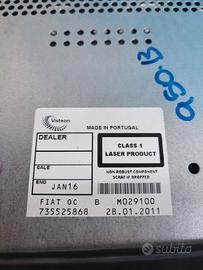 950.B
Visteon
MADE IN PORTUGAL
DEALER
CLASS 1
LASER PRODUCT
SALE
NON-ROBUST COMPONENT
SCRAP IF DROPPED
END JAN16
FIAT OC B M029100
735525868 28.01.2011
subito